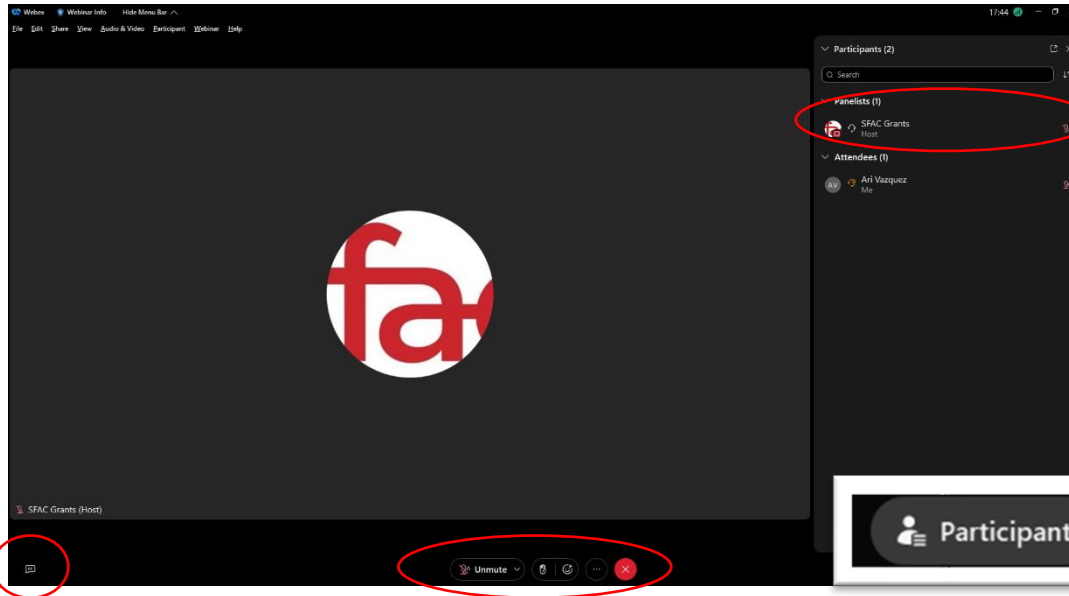 Webex Webinar Info Hide Menu Bar 17:44
File Edit Share View Audio & Video Participant Webinar Help
Participants (2)
Search
Panelists (1)
SFAC Grants
Host
Attendees (1)
AV Ari Vazquez
Me
fac
SFAC Grants (Host)
Participant
Unmute